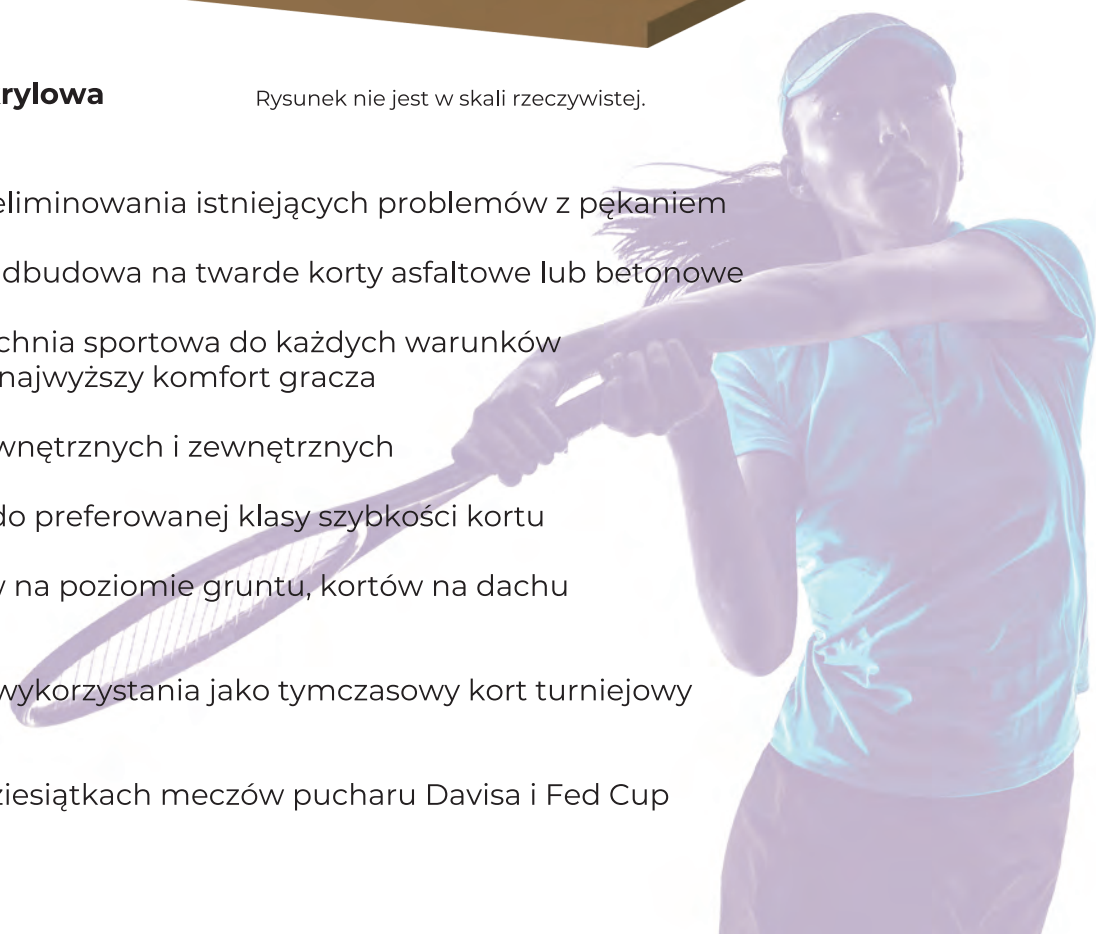 rylowa
Rysunek nie jest w skali rzeczywistej.
eliminowania istniejących problemów z pękaniem
dbudowa na twarde korty asfaltowe lub betonowe
chnia sportowa do każdych warunków
najwyższy komfort gracza
wnętrznych i zewnętrznych
do preferowanej klasy szybkości kortu
w na poziomie gruntu, kortów na dachu
wykorzystania jako tymczasowy kort turniejowy
ziesiątkach meczów pucharu Davisa i Fed Cup